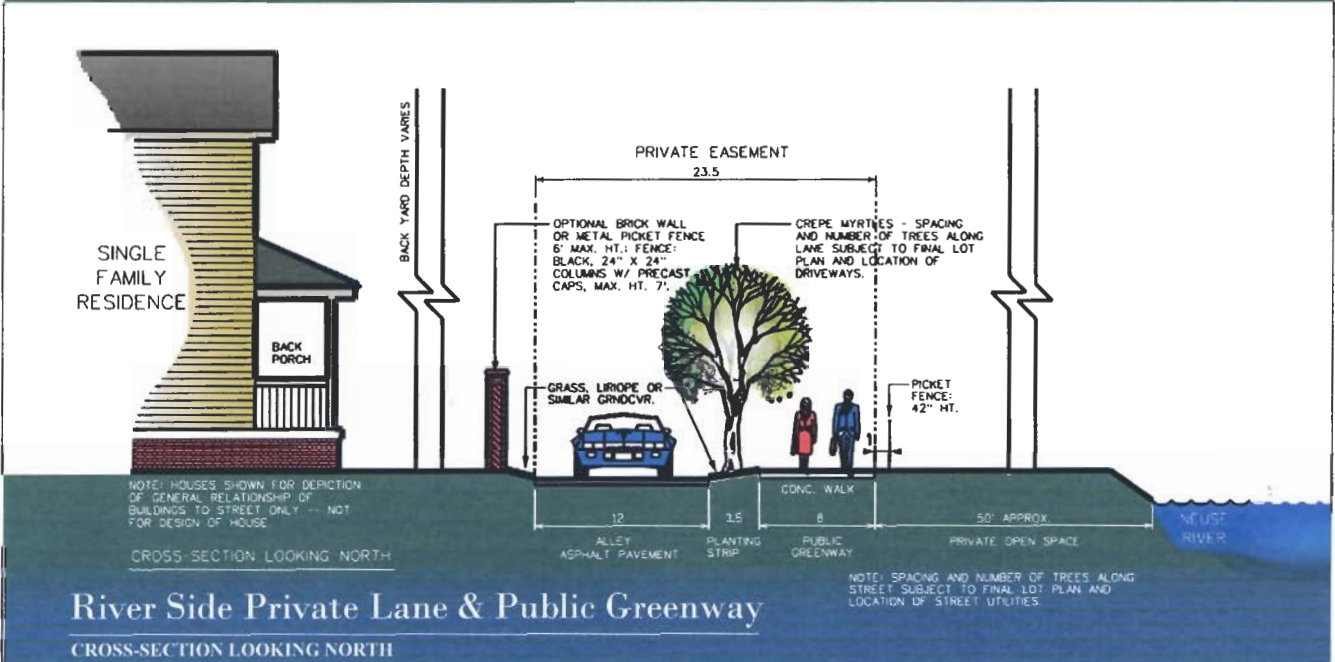 BACK YARD DEPTH VARIES
PRIVATE EASEMENT
23.5
OPTIONAL BRICK WALL
OR METAL PICKET FENCE
6' MAX. HT.; FENCE:
BLACK, 24" X 24"
COLUMNS W/ PRECAST
CAPS, MAX. HT. 7'.
CREPE MYRTLES - SPACING
AND NUMBER OF TREES ALONG
LANE SUBJECT TO FINAL LOT
PLAN AND LOCATION OF
DRIVEWAYS.
SINGLE
FAMILY
RESIDENCE
BACK
PORCH
GRASS, LIRIOPE OR
SIMILAR GRNDCVR.
PICKET
FENCE:
42" HT.
1
NOTE: HOUSES SHOWN FOR DEPICTION
OF GENERAL RELATIONSHIP OF
BUILDINGS TO STREET ONLY -- NOT
FOR DESIGN OF HOUSE
CROSS-SECTION LOOKING NORTH
CONC. WALK
12
3.5
8
50' APPROX.
ALLEY
ASPHALT PAVEMENT
PLANTING
STRIP
PUBLIC
GREENWAY
PRIVATE OPEN SPACE
NEUSE
RIVER
NOTE: SPACING AND NUMBER OF TREES ALONG
STREET SUBJECT TO FINAL LOT PLAN AND
LOCATION OF STREET UTILITIES.
River Side Private Lane & Public Greenway
CROSS-SECTION LOOKING NORTH